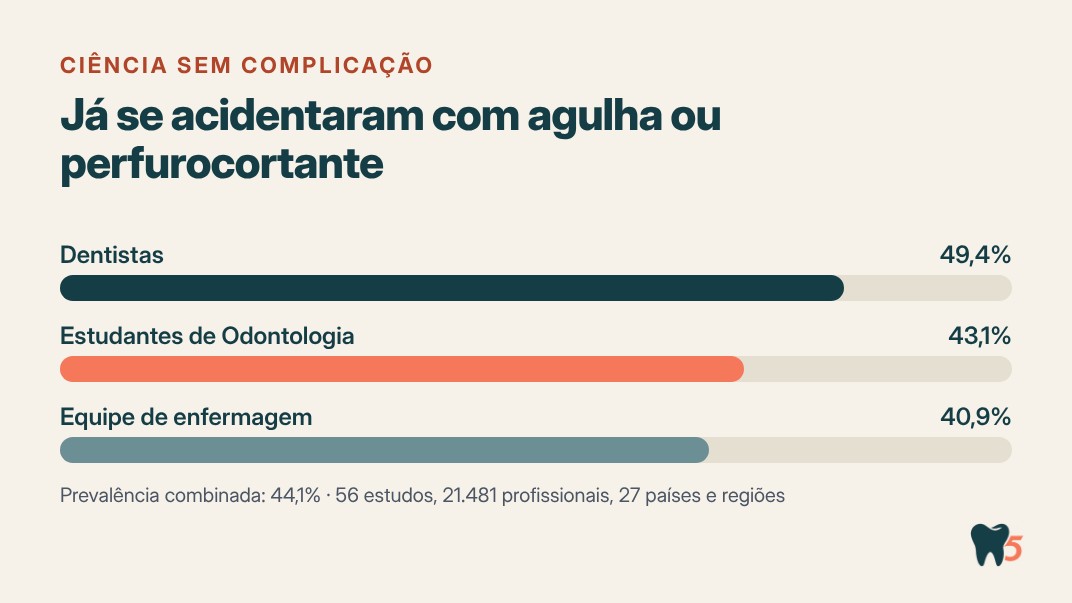 CIÊNCIA SEM COMPLICAÇÃO
Já se acidentaram com agulha ou
perfurocortante
Dentistas 49,4%
Estudantes de Odontologia 43,1%
Equipe de enfermagem 40,9%
Prevalência combinada: 44,1% · 56 estudos, 21.481 profissionais, 27 países e regiões
5